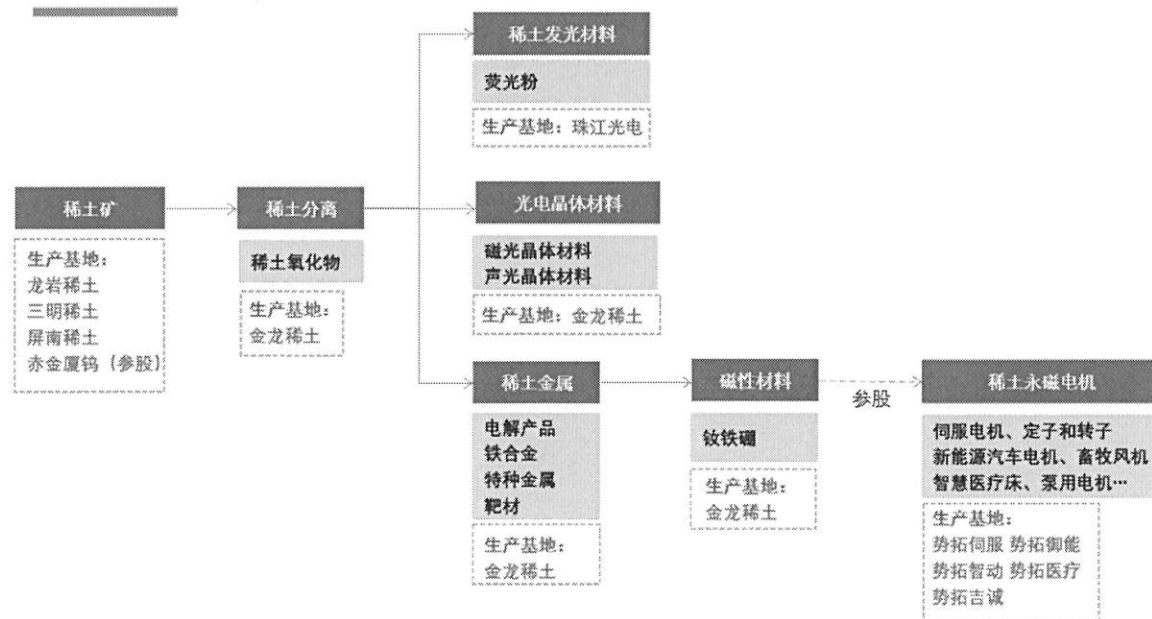 稀土发光材料
荧光粉
生产基地：珠江光电
稀土矿
生产基地：
龙岩稀土
三明稀土
屏南稀土
赤金厦钨（参股）
稀土分离
稀土氧化物
生产基地：
金龙稀土
光电晶体材料
磁光晶体材料
声光晶体材料
生产基地：金龙稀土
稀土金属
电解产品
铁合金
特种金属
靶材
生产基地：
金龙稀土
磁性材料
钕铁硼
生产基地：
金龙稀土
参股
稀土永磁电机
伺服电机、定子和转子
新能源汽车电机、畜牧风机
智慧医疗床、泵用电机…
生产基地：
势拓伺服 势拓御能
势拓智动 势拓医疗
势拓吉诚